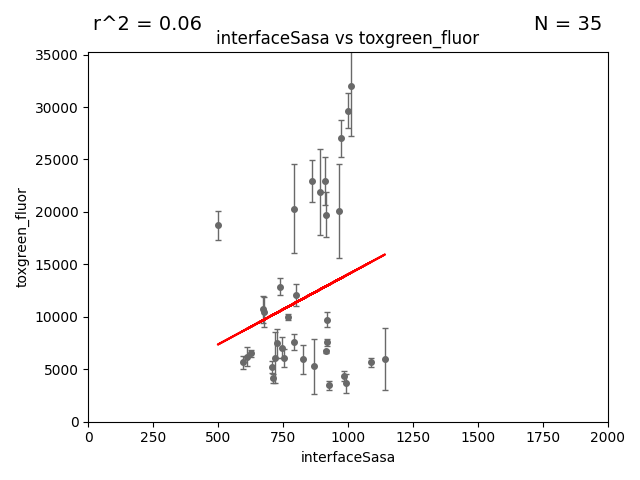 r^2 = 0.06
N = 35
interfaceSasa vs toxgreen_fluor
35000
30000
25000
20000
15000
10000
5000
0
toxgreen_fluor
0 250 500 750 1000 1250 1500 1750 2000
interfaceSasa